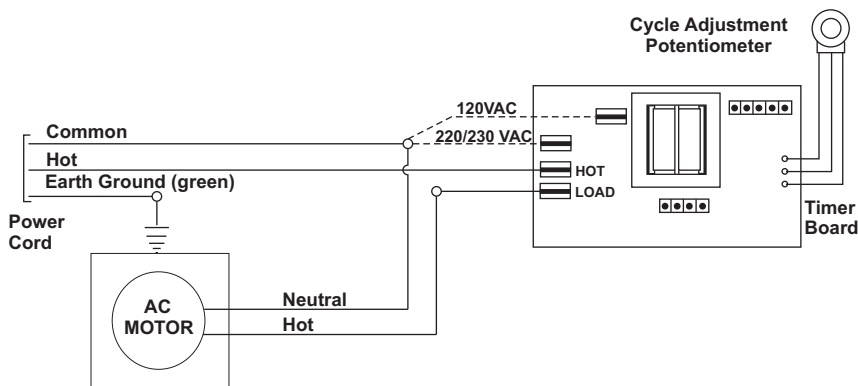 Cycle Adjustment
Potentiometer
120VAC
Common
220/230 VAC
Hot
HOT
Earth Ground (green)
LOAD
Power
Cord
Timer
Board
Neutral
AC
MOTOR
Hot